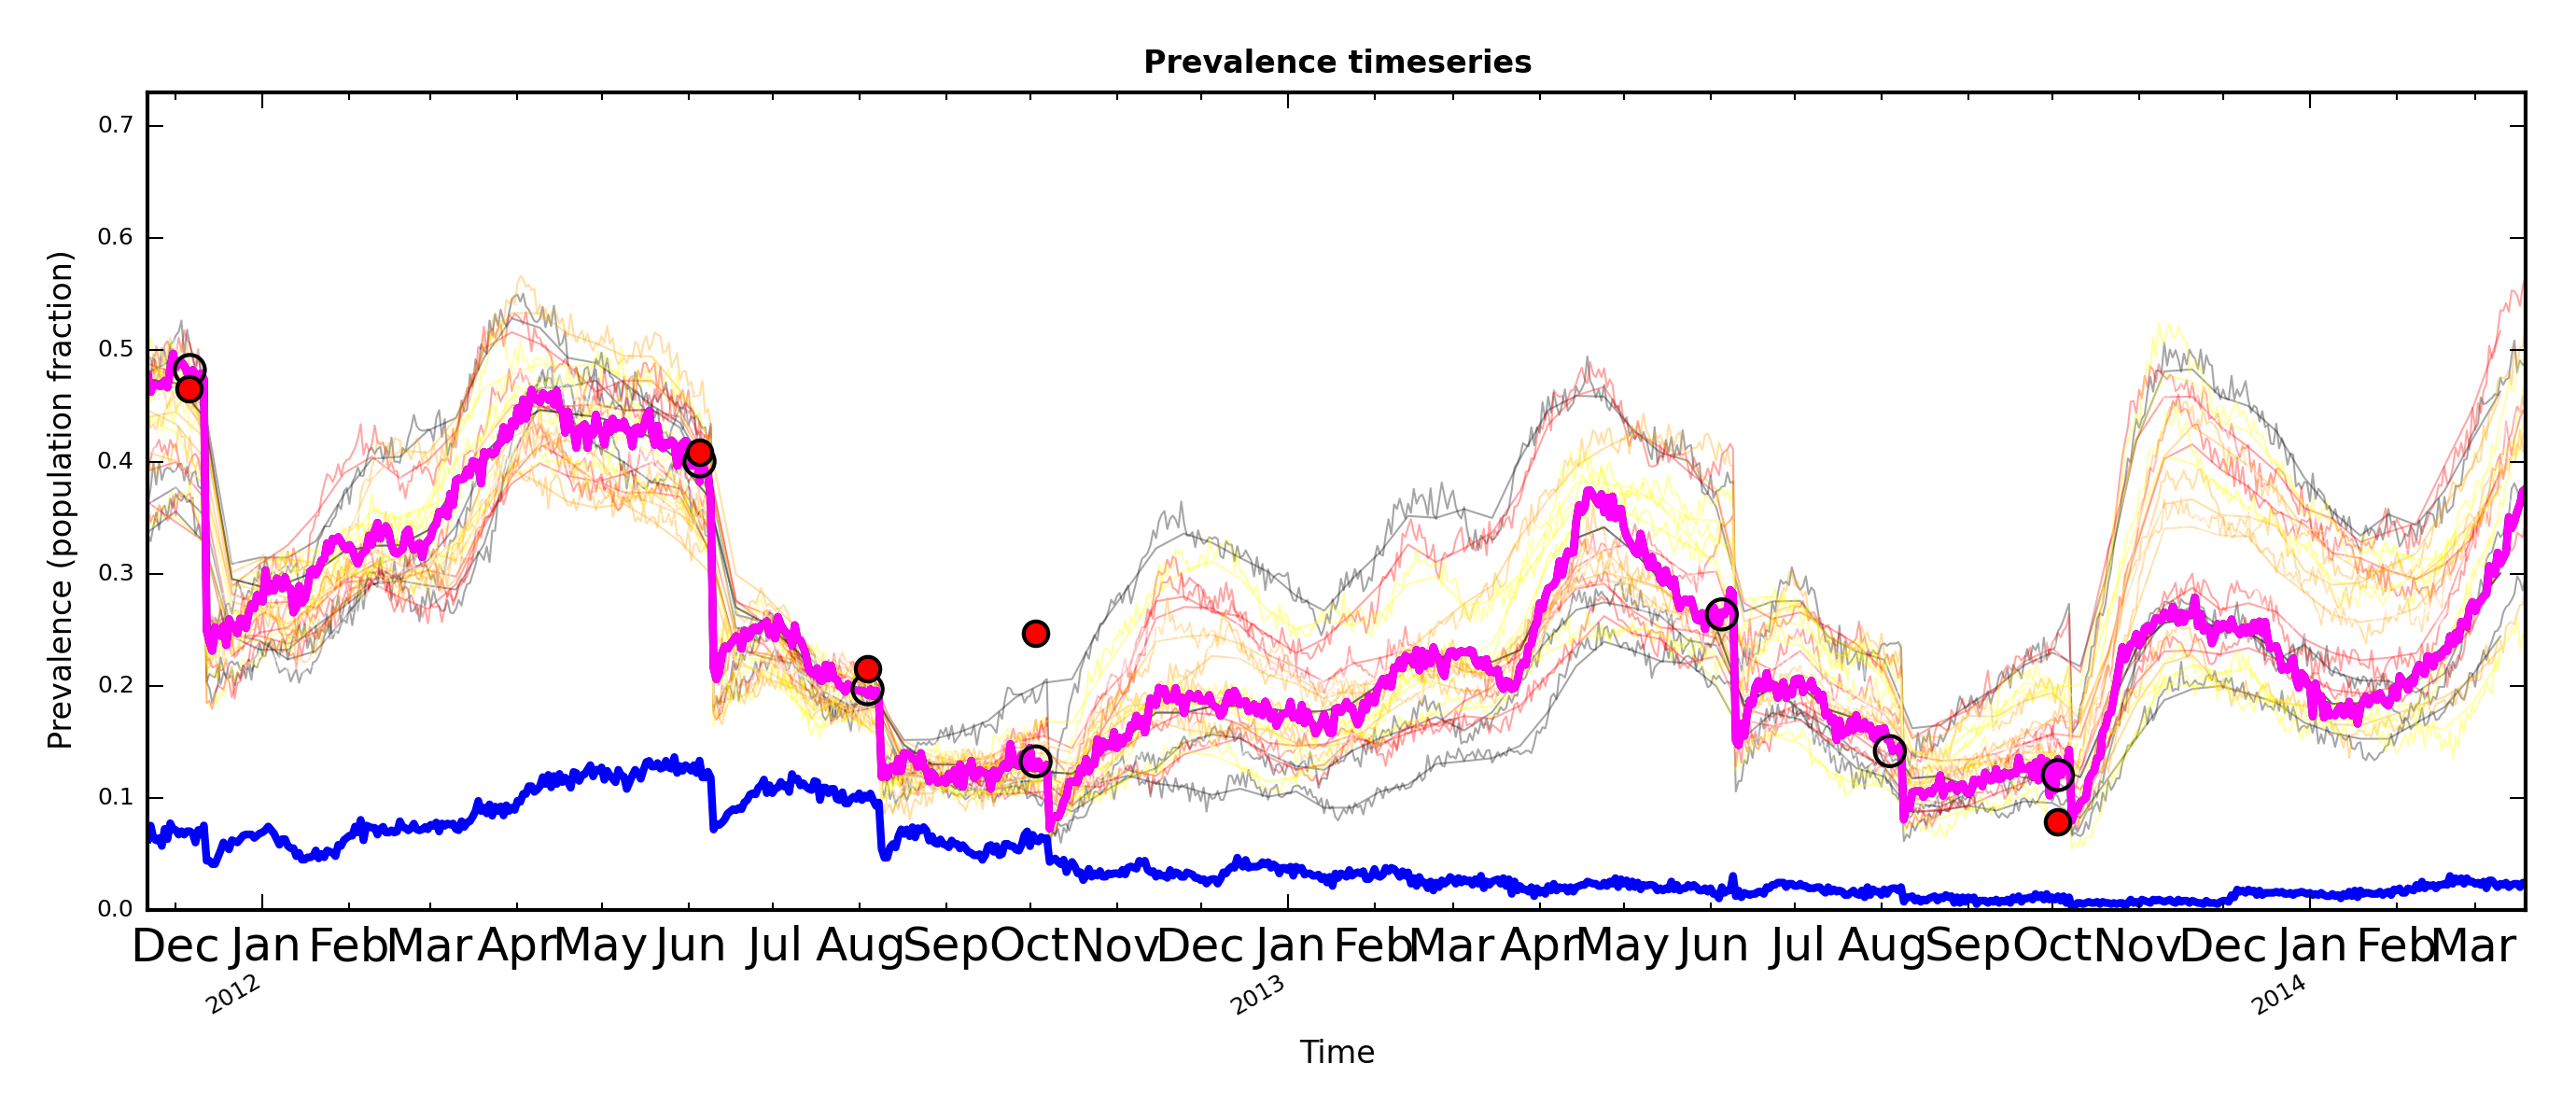 Prevalence timeseries
Prevalence (population fraction)
0.7
0.6
0.5
0.4
0.3
0.2
0.1
0.0
Dec Jan Feb Mar Apr May Jun Jul Aug Sep Oct Nov Dec Jan Feb Mar Apr May Jun Jul Aug Sep Oct Nov Dec Jan Feb Mar
2012 2013 2014
Time